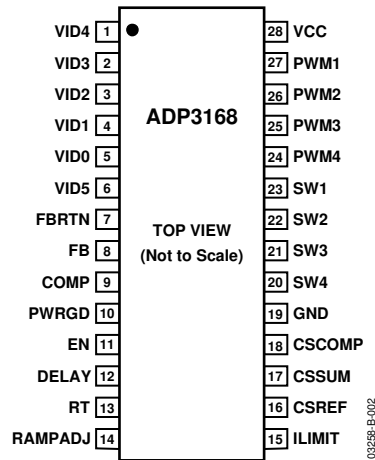 VID4 1 28 VCC
VID3 2 27 PWM1
VID2 3 26 PWM2
ADP3168
VID1 4 25 PWM3
VID0 5 24 PWM4
VID5 6 23 SW1
FBRTN 7 22 SW2
TOP VIEW
FB 8 21 SW3
(Not to Scale)
COMP 9 20 SW4
PWRGD 10 19 GND
EN 11 18 CSCOMP
DELAY 12 17 CSSUM
RT 13 16 CSREF
RAMPADJ 14 15 ILIMIT
03258-B-002